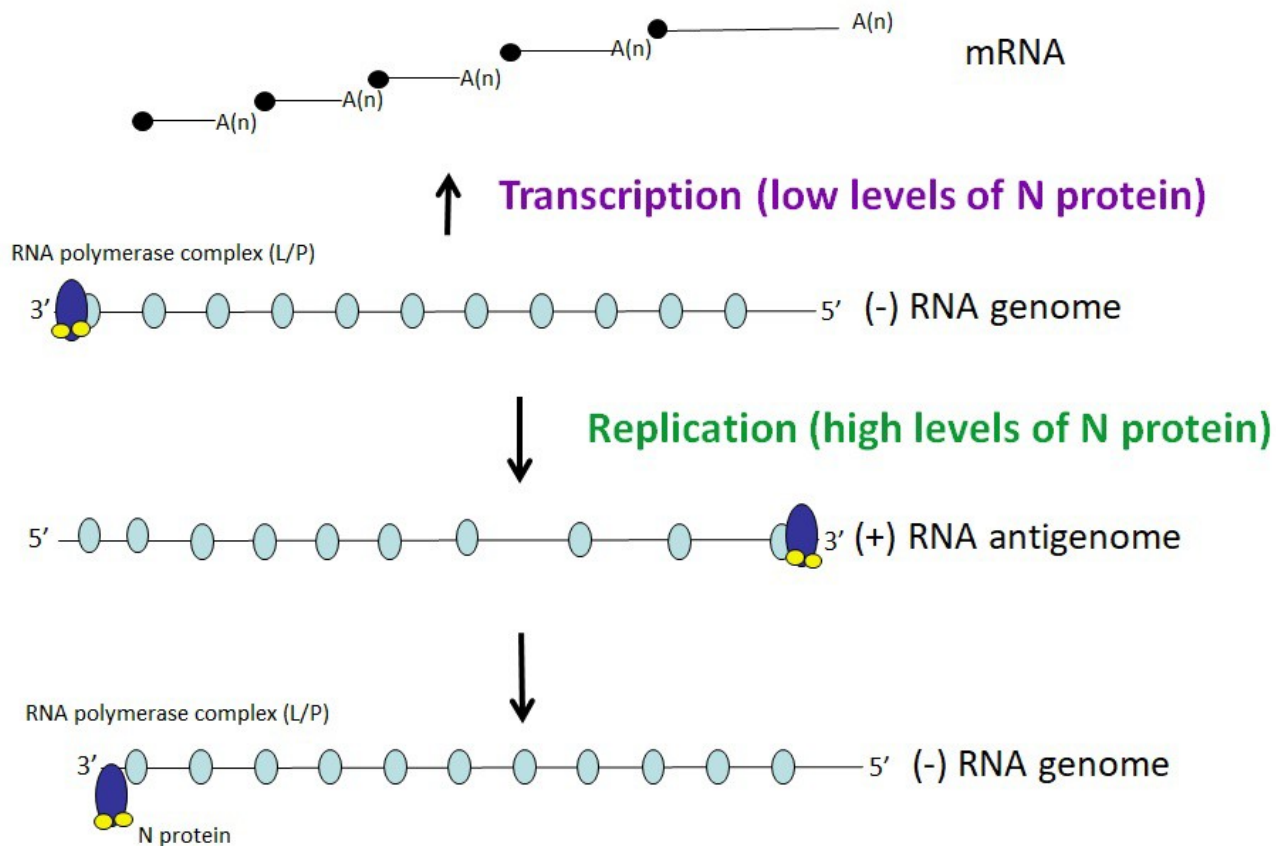 A(n)
A(n)
A(n)
A(n)
A(n)
mRNA
Transcription (low levels of N protein)
RNA polymerase complex (L/P)
3’ 5’ (-) RNA genome
Replication (high levels of N protein)
5’ 3’ (+) RNA antigenome
RNA polymerase complex (L/P)
3’ 5’ (-) RNA genome
N protein